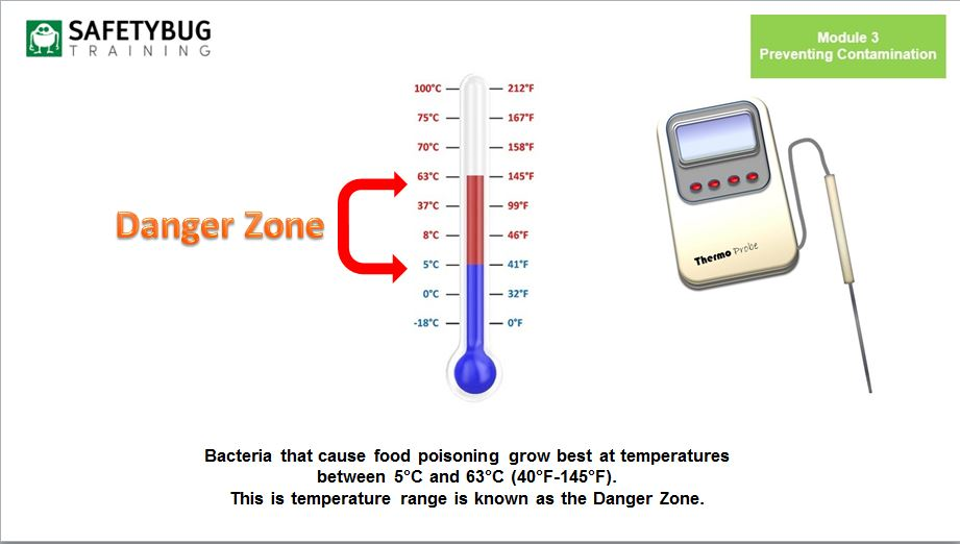 SAFETYBUG
TRAINING
Module 3
Preventing Contamination
100°C 212°F
75°C 167°F
70°C 158°F
63°C 145°F
37°C 99°F
8°C 46°F
5°C 41°F
0°C 32°F
-18°C 0°F
Danger Zone
Thermo Probe
Bacteria that cause food poisoning grow best at temperatures
between 5°C and 63°C (40°F-145°F).
This is temperature range is known as the Danger Zone.